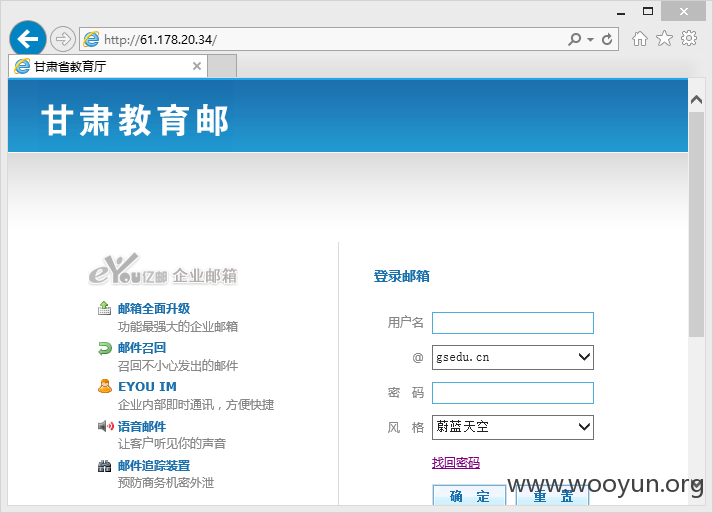 http://61.178.20.34/
甘肃省教育厅
甘肃教育邮
eYou亿邮 企业邮箱
邮箱全面升级
功能最强大的企业邮箱
邮件召回
召回不小心发出的邮件
EYOU IM
企业内部即时通讯，方便快捷
语音邮件
让客户听见你的声音
邮件追踪装置
预防商务机密外泄
登录邮箱
用户名
@ gsedu.cn
密 码
风 格 蔚蓝天空
找回密码
确 定 重 置
www.wooyun.org